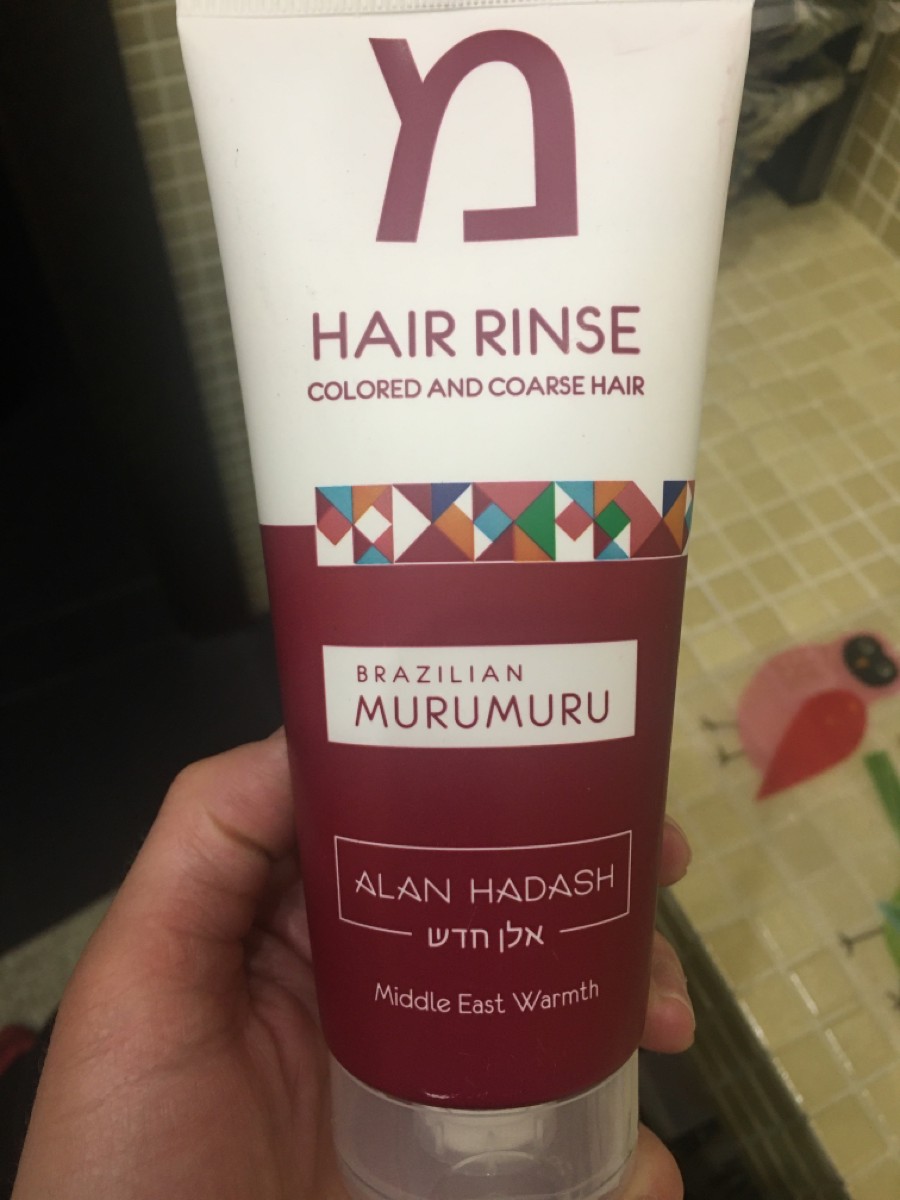 מ
HAIR RINSE
COLORED AND COARSE HAIR
BRAZILIAN
MURUMURU
ALAN HADASH
אלן חדש
Middle East Warmth